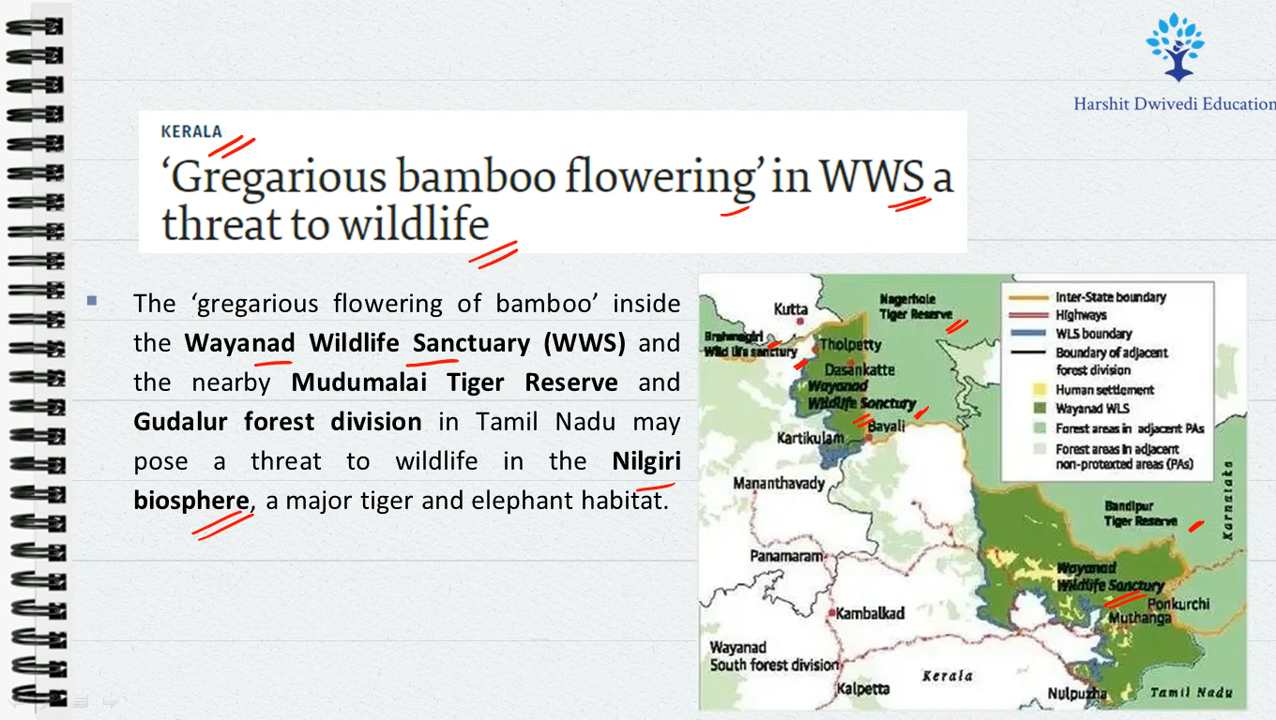 Harshit Dwivedi Education
KERALA
‘Gregarious bamboo flowering’ in WWS a
threat to wildlife
▪ The ‘gregarious flowering of bamboo’ inside
the Wayanad Wildlife Sanctuary (WWS) and
the nearby Mudumalai Tiger Reserve and
Gudalur forest division in Tamil Nadu may
pose a threat to wildlife in the Nilgiri
biosphere, a major tiger and elephant habitat.
Kutta
Nagerhole
Tiger Reserve
Brahmagiri
Wild life sanctury
Tholpetty
Dasankatte
Wayanad
Wildlife Sanctury
Bavali
Kartikulam
Mananthavady
Panamaram
Kambalkad
Wayanad
South forest division
Kalpetta
Kerala
Inter-State boundary
Highways
WLS boundary
Boundary of adjacent
forest division
Human settlement
Wayanad WLS
Forest areas in adjacent PAs
Forest areas in adjacent
non-protexted areas (PAs)
Karnataka
Bandipur
Tiger Reserve
Wayanad
Wildlife Sanctury
Ponkurchi
Muthanga
Nulpuzha
Tamil Nadu